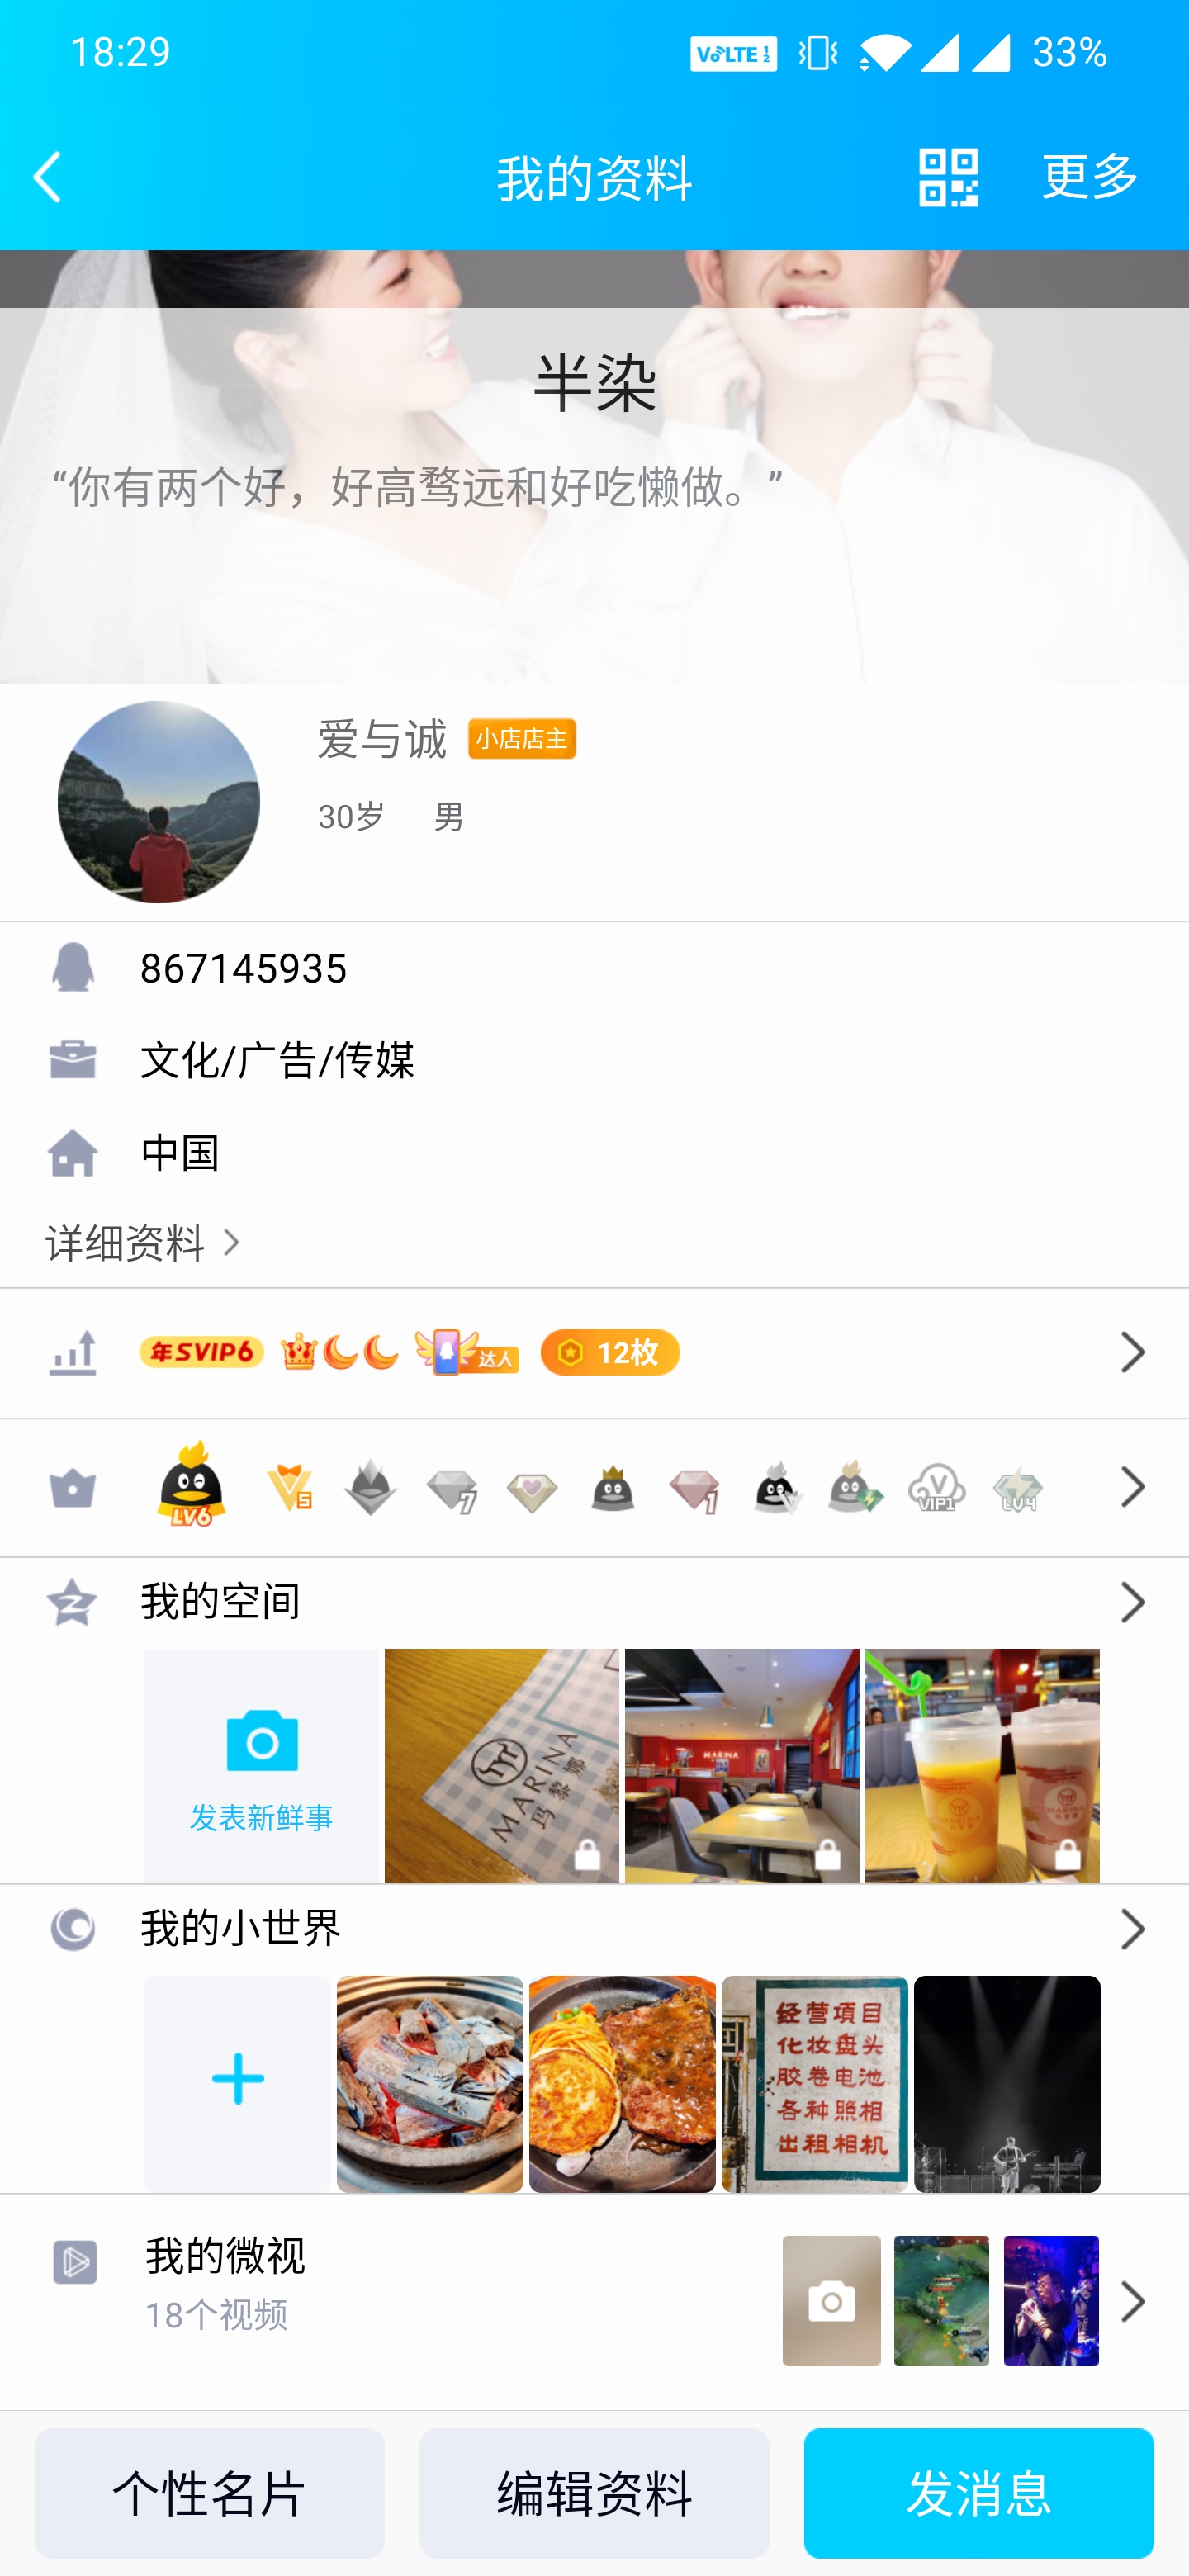 18:29
VoLTE 1 2
33%
我的资料
更多
半染
“你有两个好，好高骛远和好吃懒做。”
爱与诚
小店店主
30岁
男
867145935
文化/广告/传媒
中国
详细资料
年SVIP6
达人
12枚
LV6
5
7
1
V
VIP1
LV4
我的空间
发表新鲜事
MARINA
玛黎娜
MARINA
MARINA
MARINA
我的小世界
经营項目
化妆盘头
胶卷电池
各种照相
出租相机
我的微视
18个视频
个性名片
编辑资料
发消息